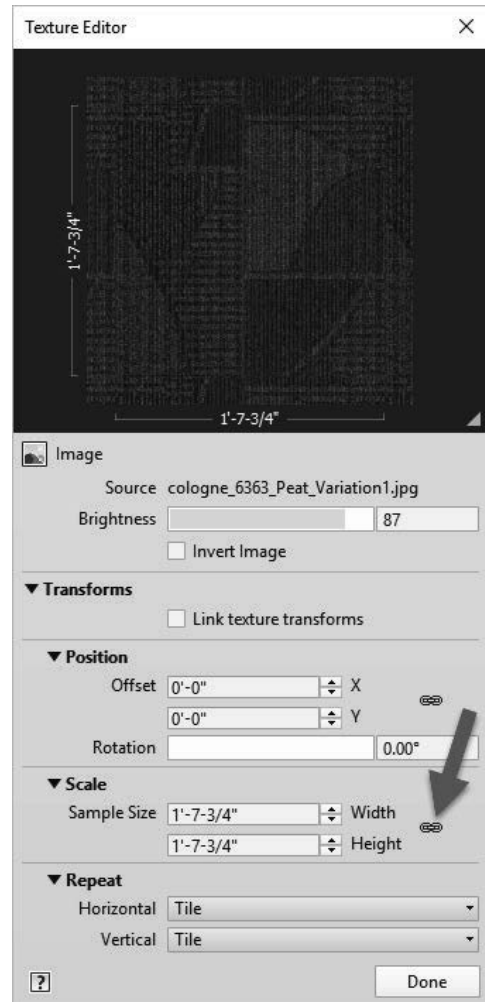 Texture Editor
1'-7-3/4"
1'-7-3/4"
Image
Source cologne_6363_Peat_Variation1.jpg
Brightness 87
Invert Image
Transforms
Link texture transforms
Position
Offset 0'-0" X
0'-0" Y
Rotation 0.00°
Scale
Sample Size 1'-7-3/4" Width
1'-7-3/4" Height
Repeat
Horizontal Tile
Vertical Tile
? Done